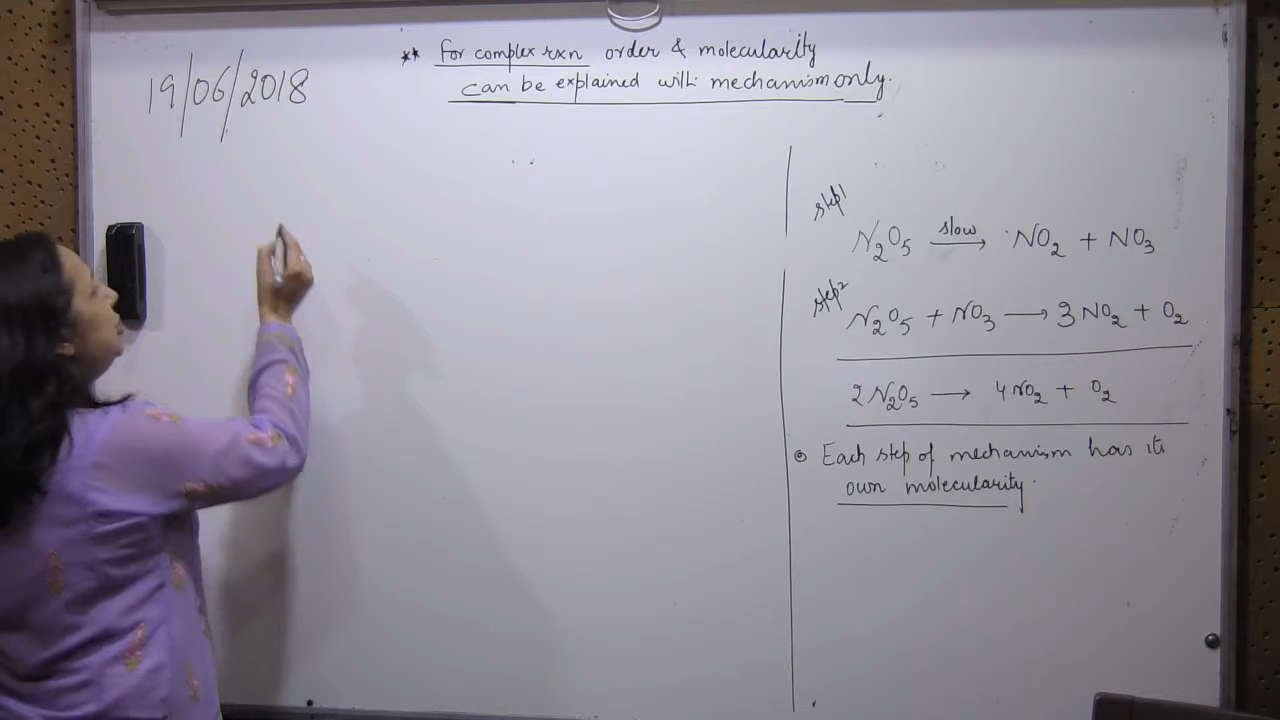 19/06/2018
** For complex rxn order & molecularity
can be explained with mechanism only.
step1
N₂O₅ slow⟶ NO₂ + NO₃
step2
N₂O₅ + NO₃ ⟶ 3NO₂ + O₂
2N₂O₅ ⟶ 4NO₂ + O₂
Each step of mechanism has its
own molecularity.